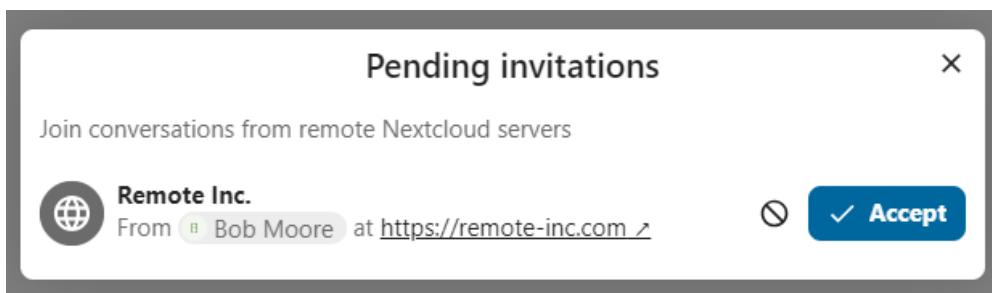 Pending invitations
Join conversations from remote Nextcloud servers
Remote Inc.
From Bob Moore at https://remote-inc.com ↗
Accept